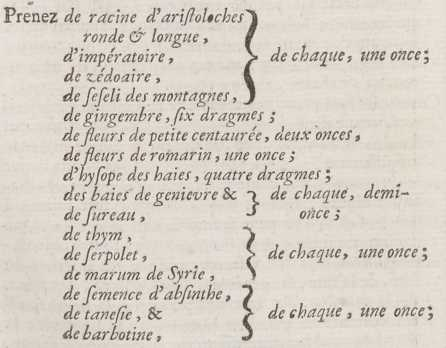 Prenez de racine d'ariſtoloches
ronde & longue,
d'impératoire,
de zédoaire,
de ſeſeli des montagnes,
de chaque, une once;
de gingembre, ſix dragmes;
de fleurs de petite centaurée, deux onces,
de fleurs de romarin, une once;
d'hyſope des haies, quatre dragmes;
des baies de genievre &
de ſureau,
de chaque, demi-
once;
de thym,
de ſerpolet,
de marum de Syrie,
de chaque, une once;
de ſemence d'abſinthe,
de taneſie, &
de barbotine,
de chaque, une once;